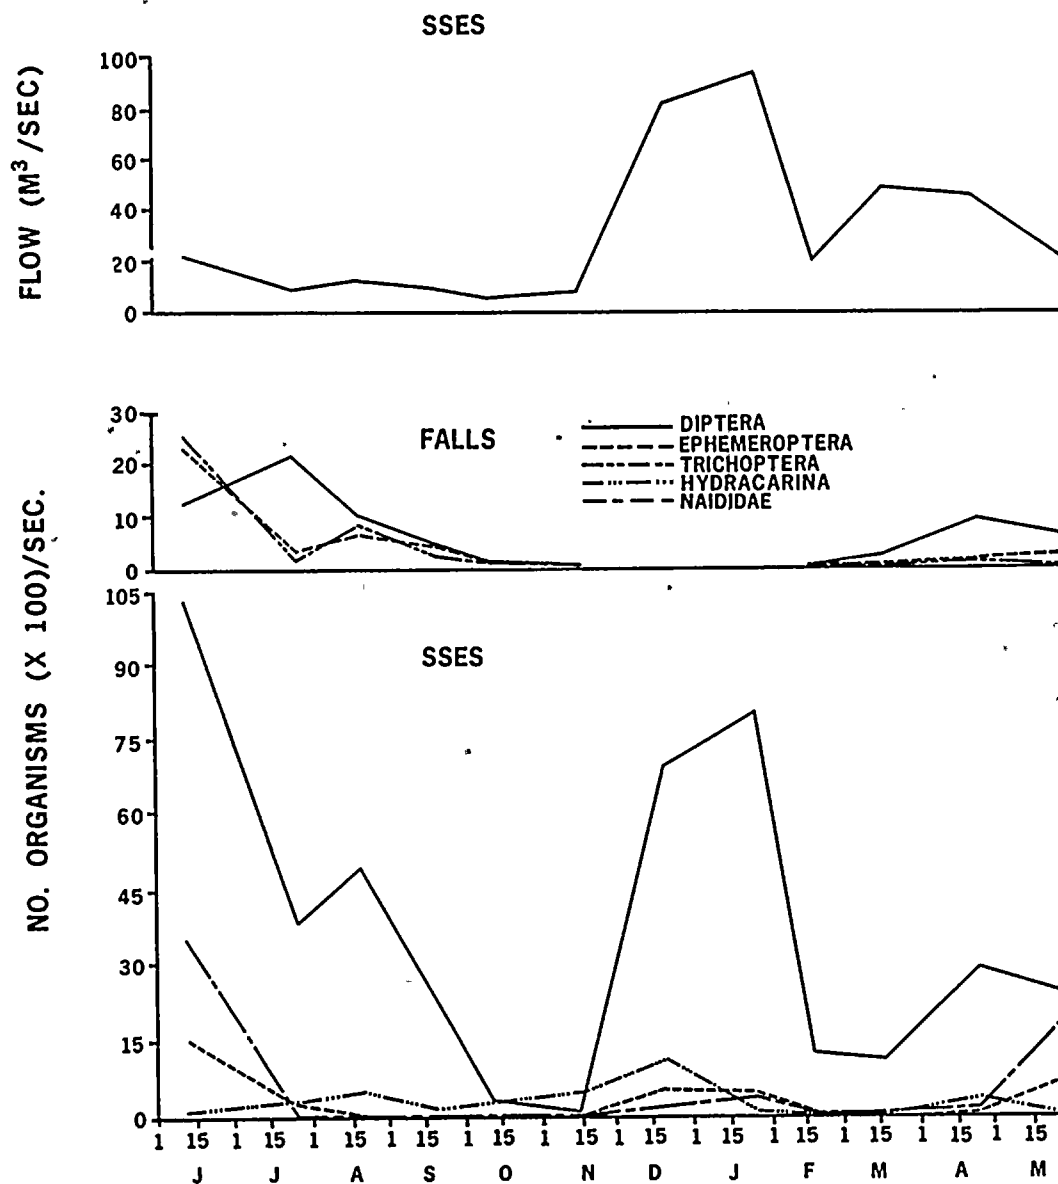 SSES
FLOW (M³/SEC)
100
80
60
40
20
0
FALLS
30
20
10
0
DIPTERA
EPHEMEROPTERA
TRICHOPTERA
HYDRACARINA
NAIDIDAE
NO. ORGANISMS (X 100)/SEC.
SSES
105
90
75
60
45
30
15
0
1 15 1 15 1 15 1 15 1 15 1 15 1 15 1 15 1 15 1 15 1 15 1 15
J J A S O N D J F M A M